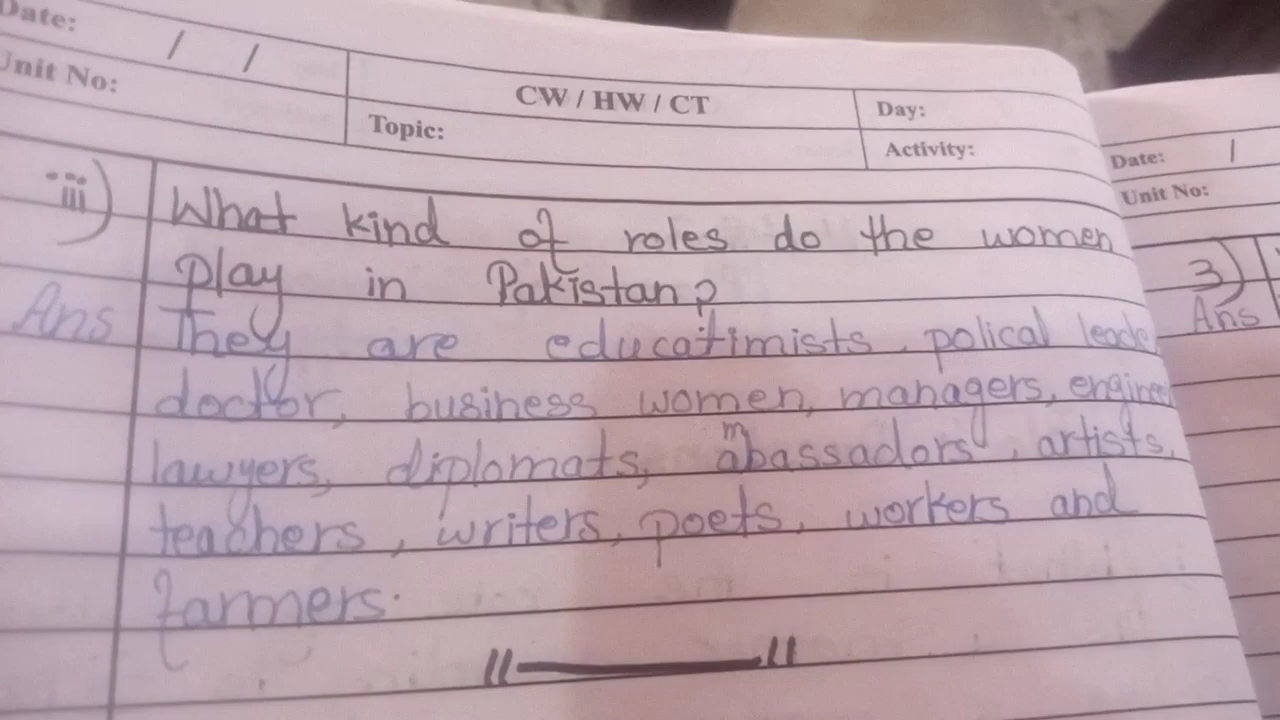 Date: / /
CW / HW / CT
Day:
Unit No:
Topic:
Activity:
iii) What kind of roles do the women
play in Pakistan?
Ans They are educatimists, polical leade
doctor, business women, managers, enginee
lawyers, diplomats, ambassadors, artists,
teachers, writers, poets, workers and
farmers.
Date: /
Unit No:
3)
Ans